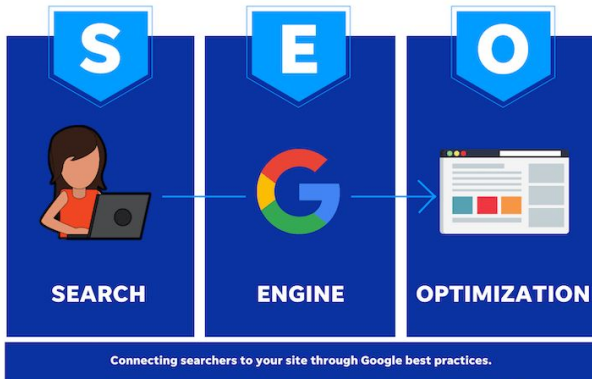 S E O
SEARCH ENGINE OPTIMIZATION
Connecting searchers to your site through Google best practices.